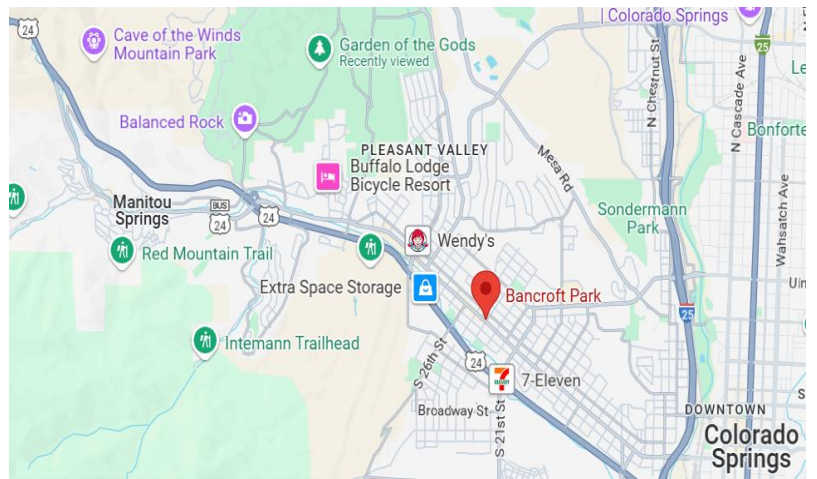 | Colorado Springs
24
Cave of the Winds
Mountain Park
Garden of the Gods
Recently viewed
25
N Chestnut St
N Cascade Ave
Balanced Rock
Bonforte
PLEASANT VALLEY
Mesa Rd
Buffalo Lodge
Bicycle Resort
Wahsatch Ave
Manitou
Springs
BUS
24
24
Sondermann
Park
Red Mountain Trail
Wendy's
Extra Space Storage
Bancroft Park
25
Intemann Trailhead
S 26th St
24
7-Eleven
ELEVEN
Broadway St
S 21st St
DOWNTOWN
Colorado
Springs